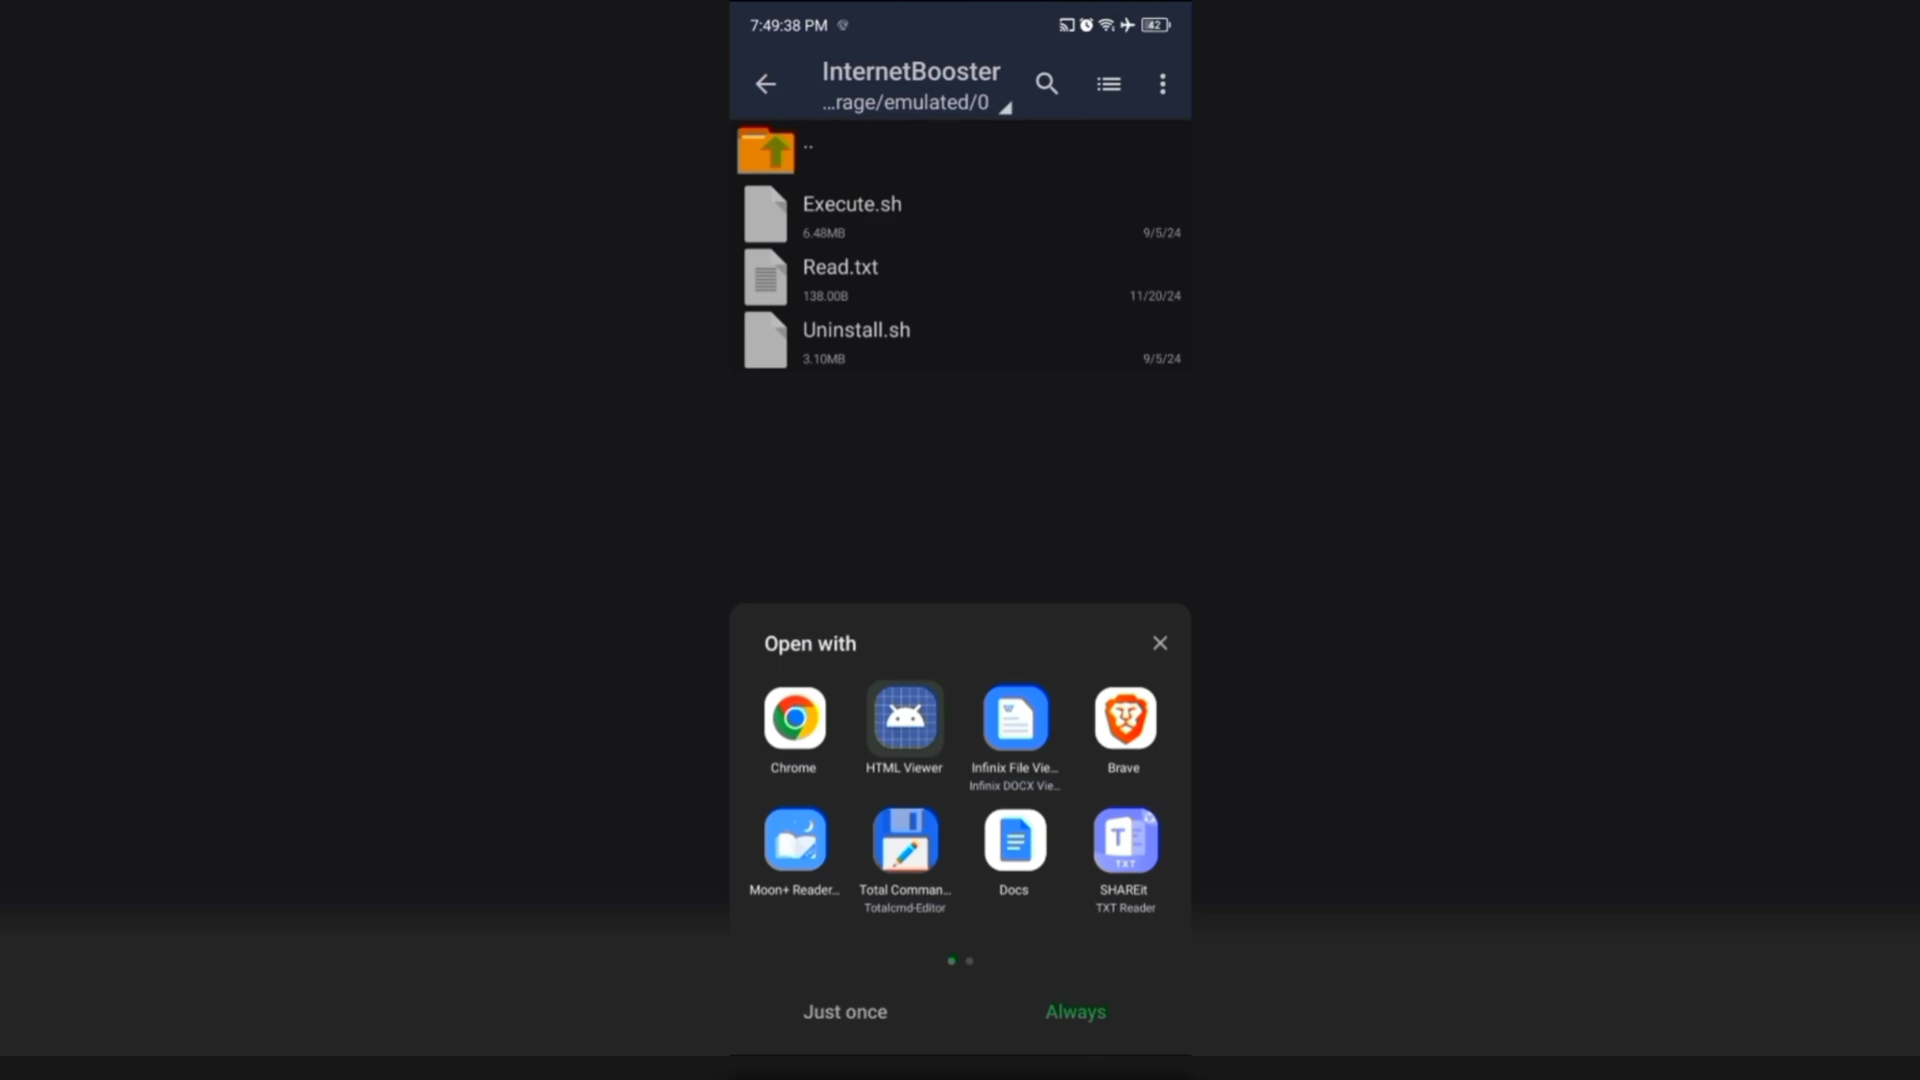 7:49:38 PM
42
InternetBooster
...rage/emulated/0
..
Execute.sh
6.48MB
9/5/24
Read.txt
138.00B
11/20/24
Uninstall.sh
3.10MB
9/5/24
Open with
Chrome
HTML Viewer
Infinix File Vie...
Infinix DOCX Vie...
Brave
Moon+ Reader...
Total Comman...
Totalcmd-Editor
Docs
T
TXT
SHAREit
TXT Reader
Just once
Always